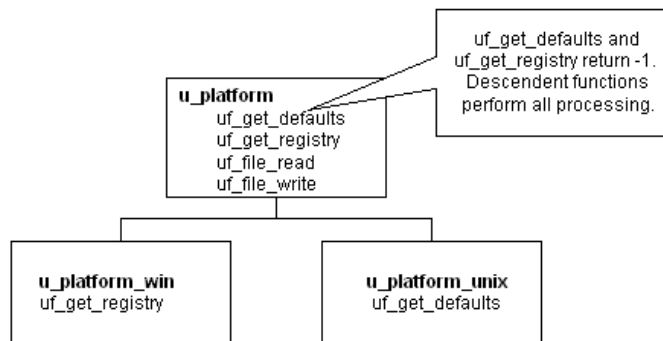 uf_get_defaults and
uf_get_registry return -1.
Descendent functions
perform all processing.
u_platform
uf_get_defaults
uf_get_registry
uf_file_read
uf_file_write
u_platform_win
uf_get_registry
u_platform_unix
uf_get_defaults